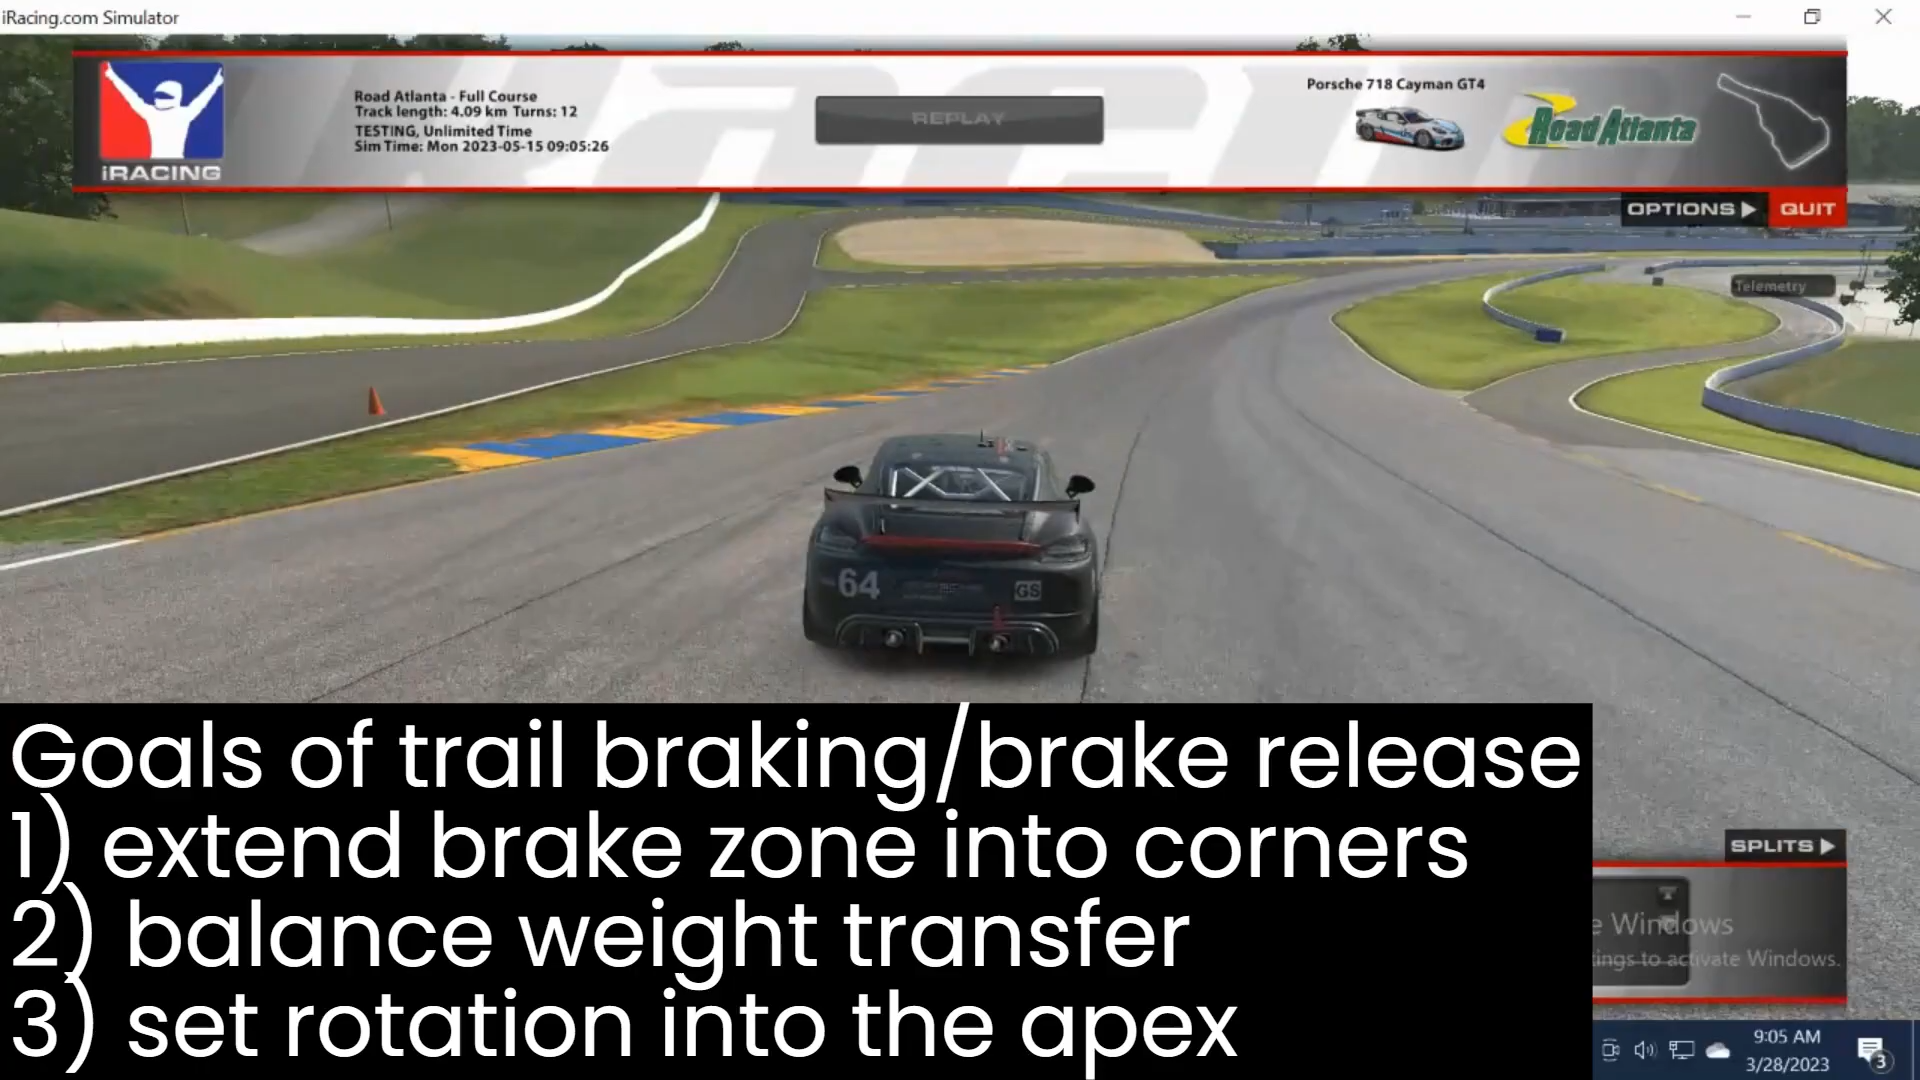 iRacing.com Simulator
iRACING
Road Atlanta - Full Course
Track length: 4.09 km Turns: 12
TESTING, Unlimited Time
Sim Time: Mon 2023-05-15 09:05:26
REPLAY
Porsche 718 Cayman GT4
Road Atlanta
OPTIONS
QUIT
Telemetry
64
GS
Goals of trail braking/brake release
1) extend brake zone into corners
2) balance weight transfer
3) set rotation into the apex
SPLITS
e Windows
ings to activate Windows.
9:05 AM
3/28/2023
3